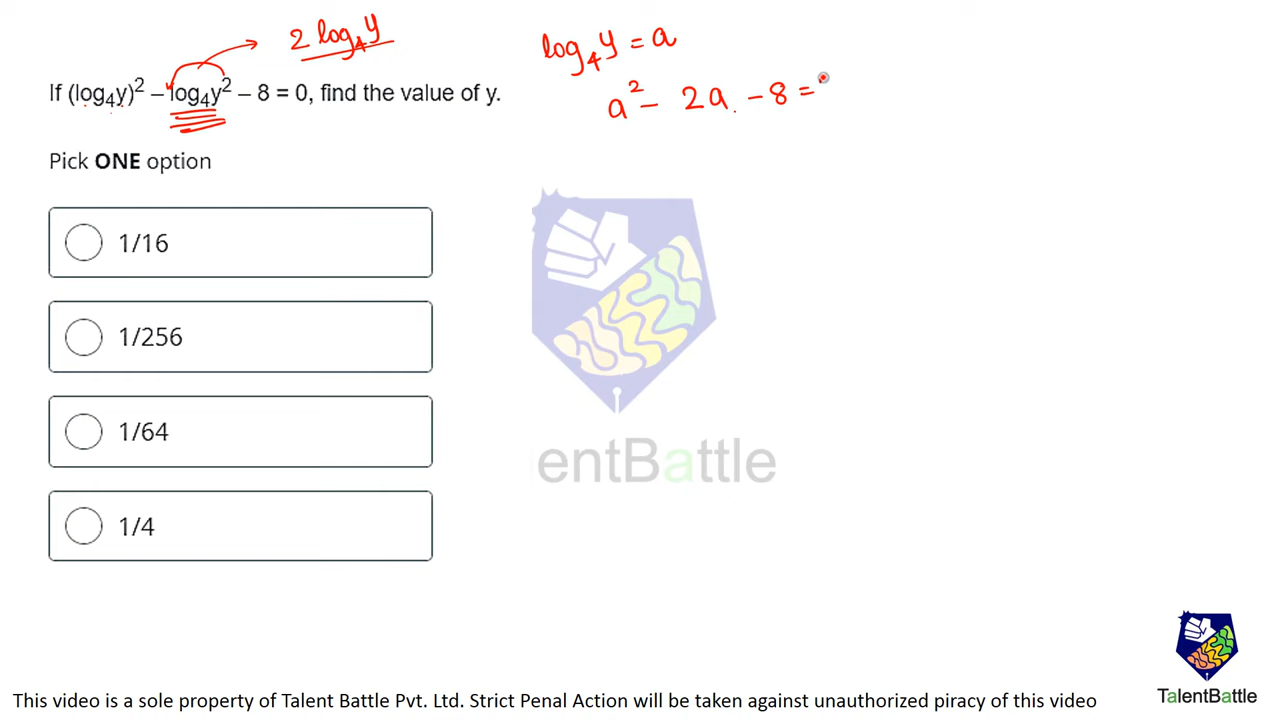 2 log₄y
log₄y = a
If (log₄y)² – log₄y² – 8 = 0, find the value of y.
a² – 2a – 8 =
Pick ONE option
1/16
1/256
1/64
1/4
entBattle
TalentBattle
This video is a sole property of Talent Battle Pvt. Ltd. Strict Penal Action will be taken against unauthorized piracy of this video